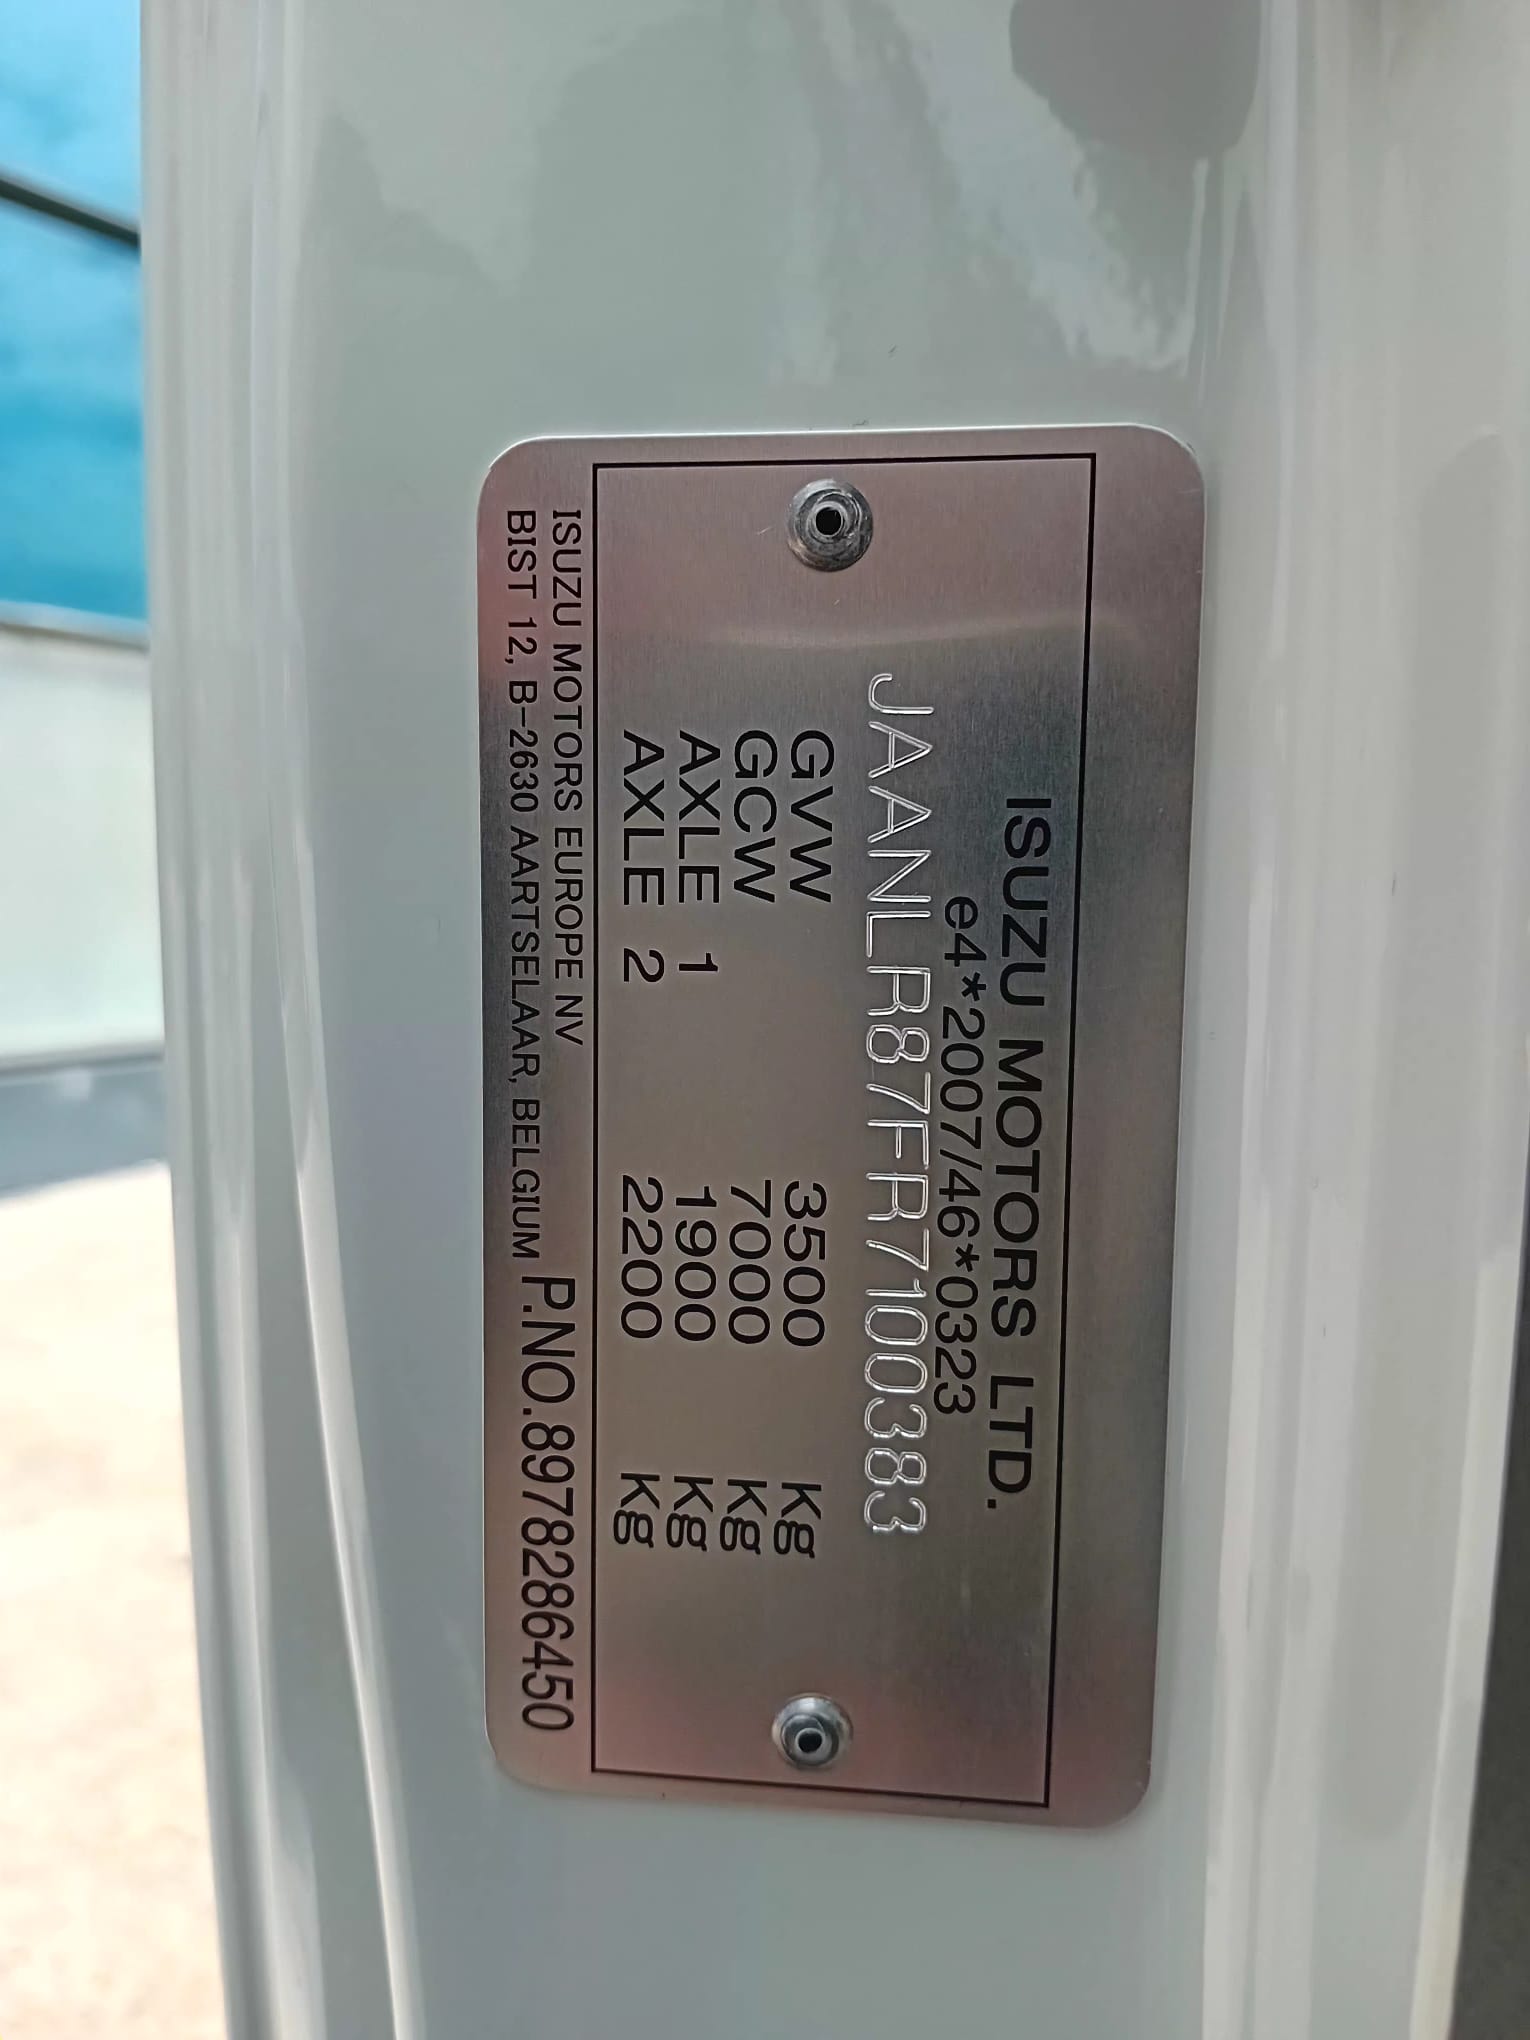 ISUZU MOTORS LTD.
e4*2007/46*0323
JAANLR87FR7100383
GVW 3500 Kg
GCW 7000 Kg
AXLE 1 1900 Kg
AXLE 2 2200 Kg
ISUZU MOTORS EUROPE NV
BIST 12, B-2630 AARTSELAAR, BELGIUM P.NO.8978286450